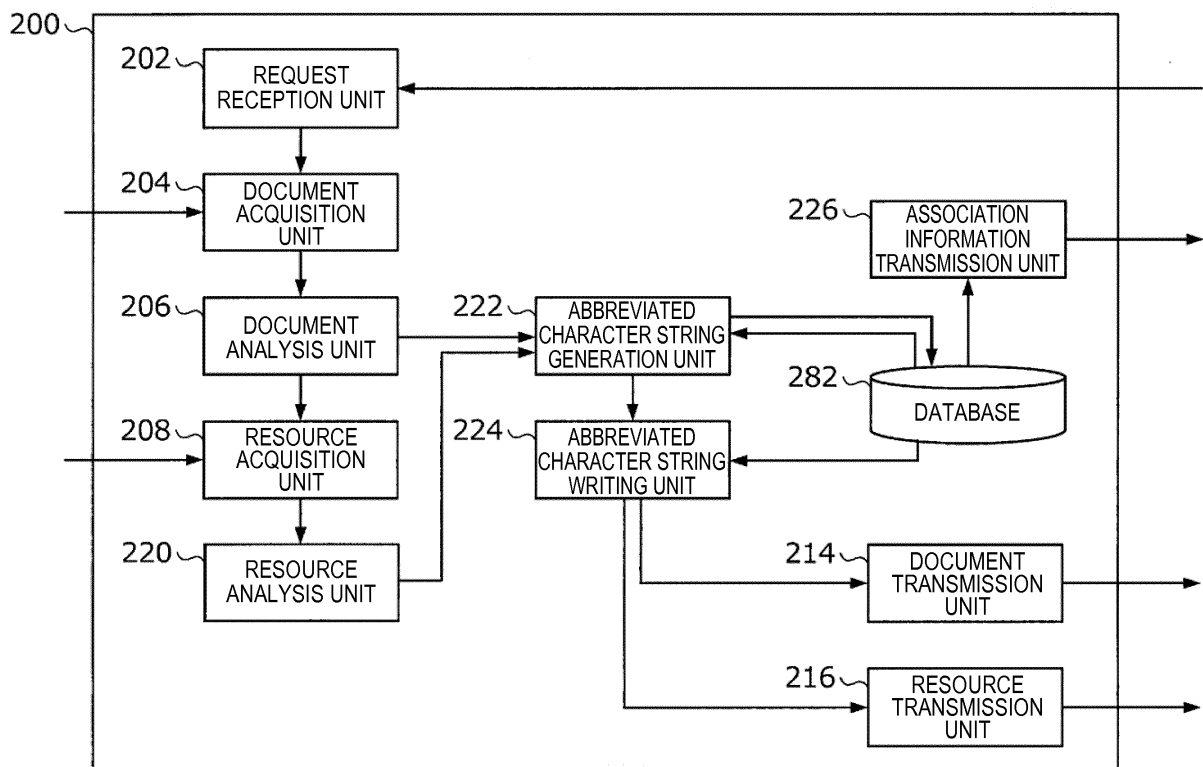 200
202
REQUEST
RECEPTION UNIT
204
DOCUMENT
ACQUISITION
UNIT
226
ASSOCIATION
INFORMATION
TRANSMISSION UNIT
206
DOCUMENT
ANALYSIS UNIT
222
ABBREVIATED
CHARACTER STRING
GENERATION UNIT
282
DATABASE
208
RESOURCE
ACQUISITION
UNIT
224
ABBREVIATED
CHARACTER STRING
WRITING UNIT
220
RESOURCE
ANALYSIS UNIT
214
DOCUMENT
TRANSMISSION
UNIT
216
RESOURCE
TRANSMISSION
UNIT